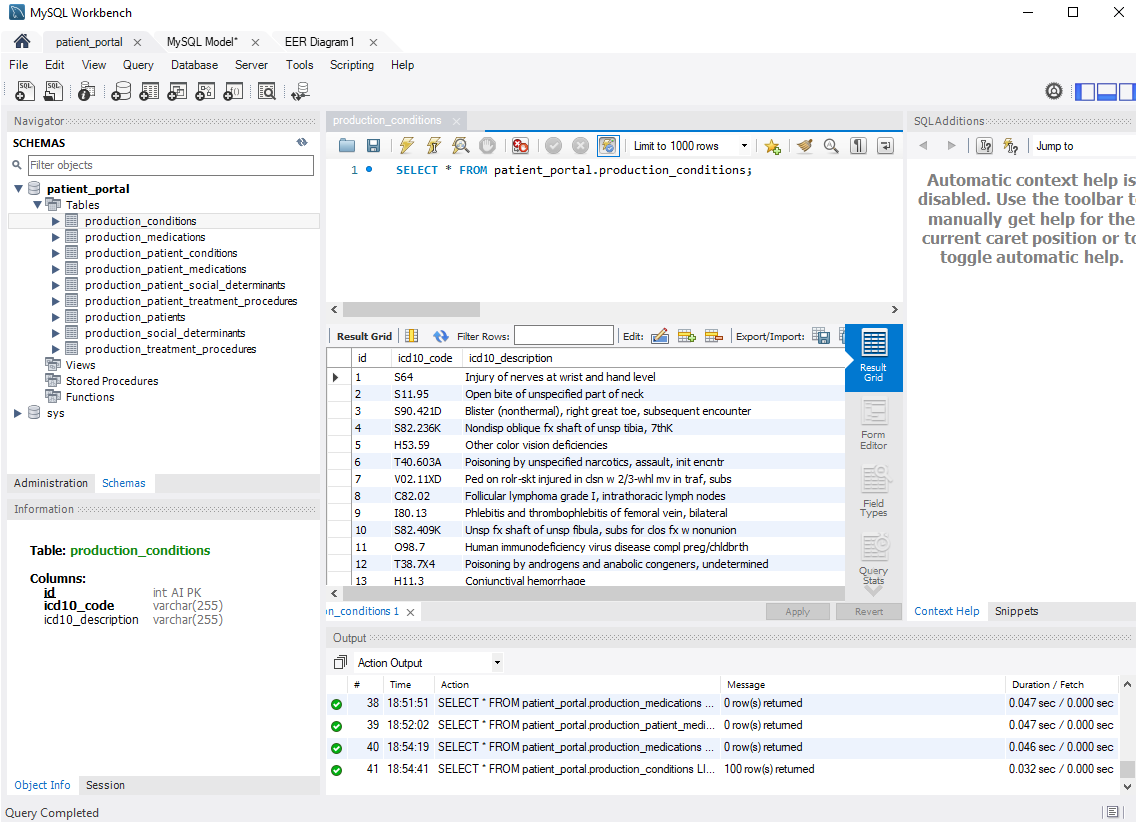 MySQL Workbench
patient_portal MySQL Model* EER Diagram1
File Edit View Query Database Server Tools Scripting Help
Navigator
SCHEMAS
Filter objects
patient_portal
Tables
production_conditions
production_medications
production_patient_conditions
production_patient_medications
production_patient_social_determinants
production_patient_treatment_procedures
production_patients
production_social_determinants
production_treatment_procedures
Views
Stored Procedures
Functions
sys
Administration Schemas
Information
Table: production_conditions
Columns:
id int AI PK
icd10_code varchar(255)
icd10_description varchar(255)
Object Info Session
Query Completed
production_conditions
Limit to 1000 rows
1 SELECT * FROM patient_portal.production_conditions;
Result Grid Filter Rows: Edit: Export/Import:
id icd10_code icd10_description
1 S64 Injury of nerves at wrist and hand level
2 S11.95 Open bite of unspecified part of neck
3 S90.421D Blister (nonthermal), right great toe, subsequent encounter
4 S82.236K Nondisp oblique fx shaft of unsp tibia, 7thK
5 H53.59 Other color vision deficiencies
6 T40.603A Poisoning by unspecified narcotics, assault, init encntr
7 V02.11XD Ped on rolr-skt injured in clsn w 2/3-whl mv in traf, subs
8 C82.02 Follicular lymphoma grade I, intrathoracic lymph nodes
9 I80.13 Phlebitis and thrombophlebitis of femoral vein, bilateral
10 S82.409K Unsp fx shaft of unsp fibula, subs for clos fx w nonunion
11 O98.7 Human immunodeficiency virus disease compl preg/chldbrth
12 T38.7X4 Poisoning by androgens and anabolic congeners, undetermined
13 H11.3 Conjunctival hemorrhage
Result
Grid
Form
Editor
Field
Types
Query
Stats
on_conditions 1
Apply Revert
SQLAdditions
Jump to
Automatic context help is
disabled. Use the toolbar to
manually get help for the
current caret position or to
toggle automatic help.
Context Help Snippets
Output
Action Output
# Time Action Message Duration / Fetch
38 18:51:51 SELECT * FROM patient_portal.production_medications ... 0 row(s) returned 0.047 sec / 0.000 sec
39 18:52:02 SELECT * FROM patient_portal.production_patient_medi... 0 row(s) returned 0.047 sec / 0.000 sec
40 18:54:19 SELECT * FROM patient_portal.production_medications ... 0 row(s) returned 0.046 sec / 0.000 sec
41 18:54:41 SELECT * FROM patient_portal.production_conditions LI... 100 row(s) returned 0.032 sec / 0.000 sec